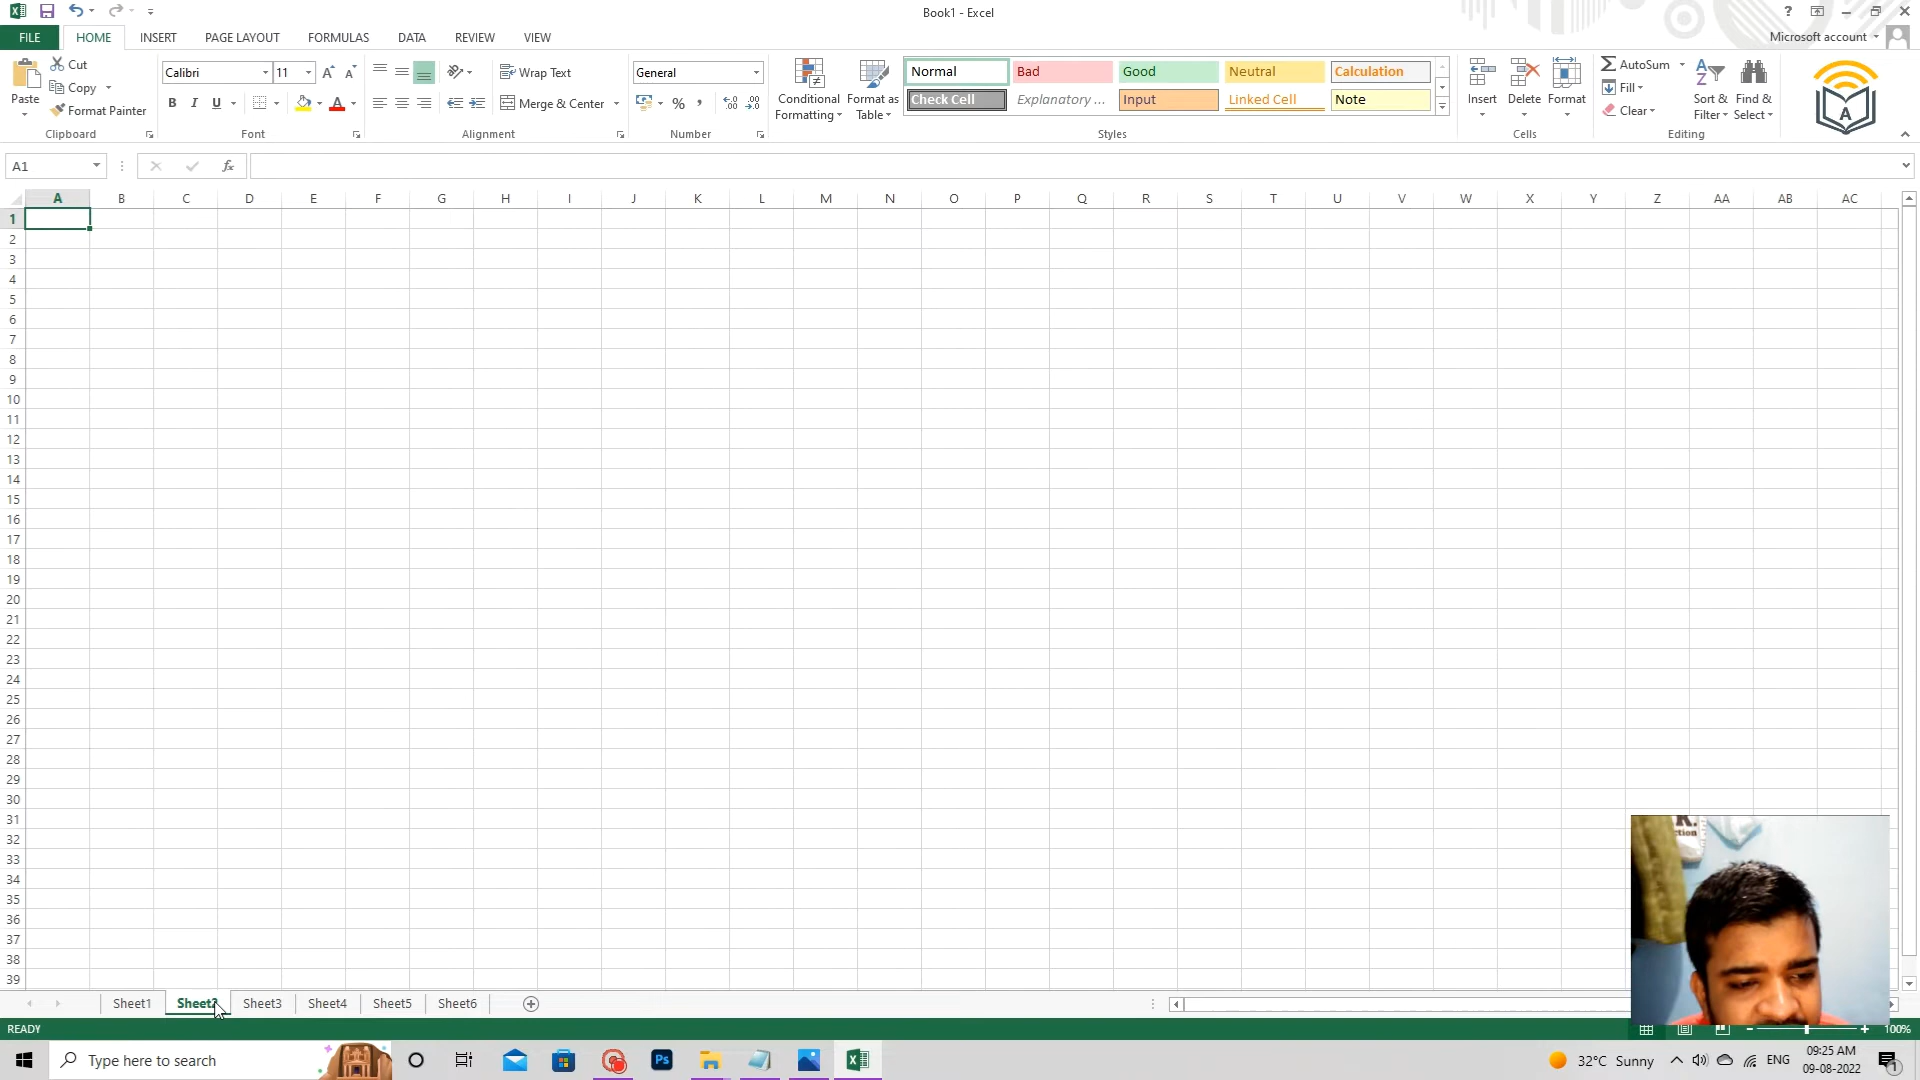 Book1 - Excel
?
FILE HOME INSERT PAGE LAYOUT FORMULAS DATA REVIEW VIEW
Microsoft account
Paste
Cut
Copy
Format Painter
Clipboard
Calibri 11
B I U
Font
Wrap Text
Merge & Center
Alignment
General
%
Number
Conditional Formatting
Format as Table
Normal Bad Good Neutral Calculation
Check Cell Explanatory ... Input Linked Cell Note
Styles
Insert Delete Format
Cells
AutoSum
Fill
Clear
Sort & Filter
Find & Select
Editing
A
A1
fx
A B C D E F G H I J K L M N O P Q R S T U V W X Y Z AA AB AC
1
2
3
4
5
6
7
8
9
10
11
12
13
14
15
16
17
18
19
20
21
22
23
24
25
26
27
28
29
30
31
32
33
34
35
36
37
38
39
Sheet1 Sheet2 Sheet3 Sheet4 Sheet5 Sheet6
READY
100%
Type here to search
Ps
32°C Sunny
ENG
09:25 AM
09-08-2022
1